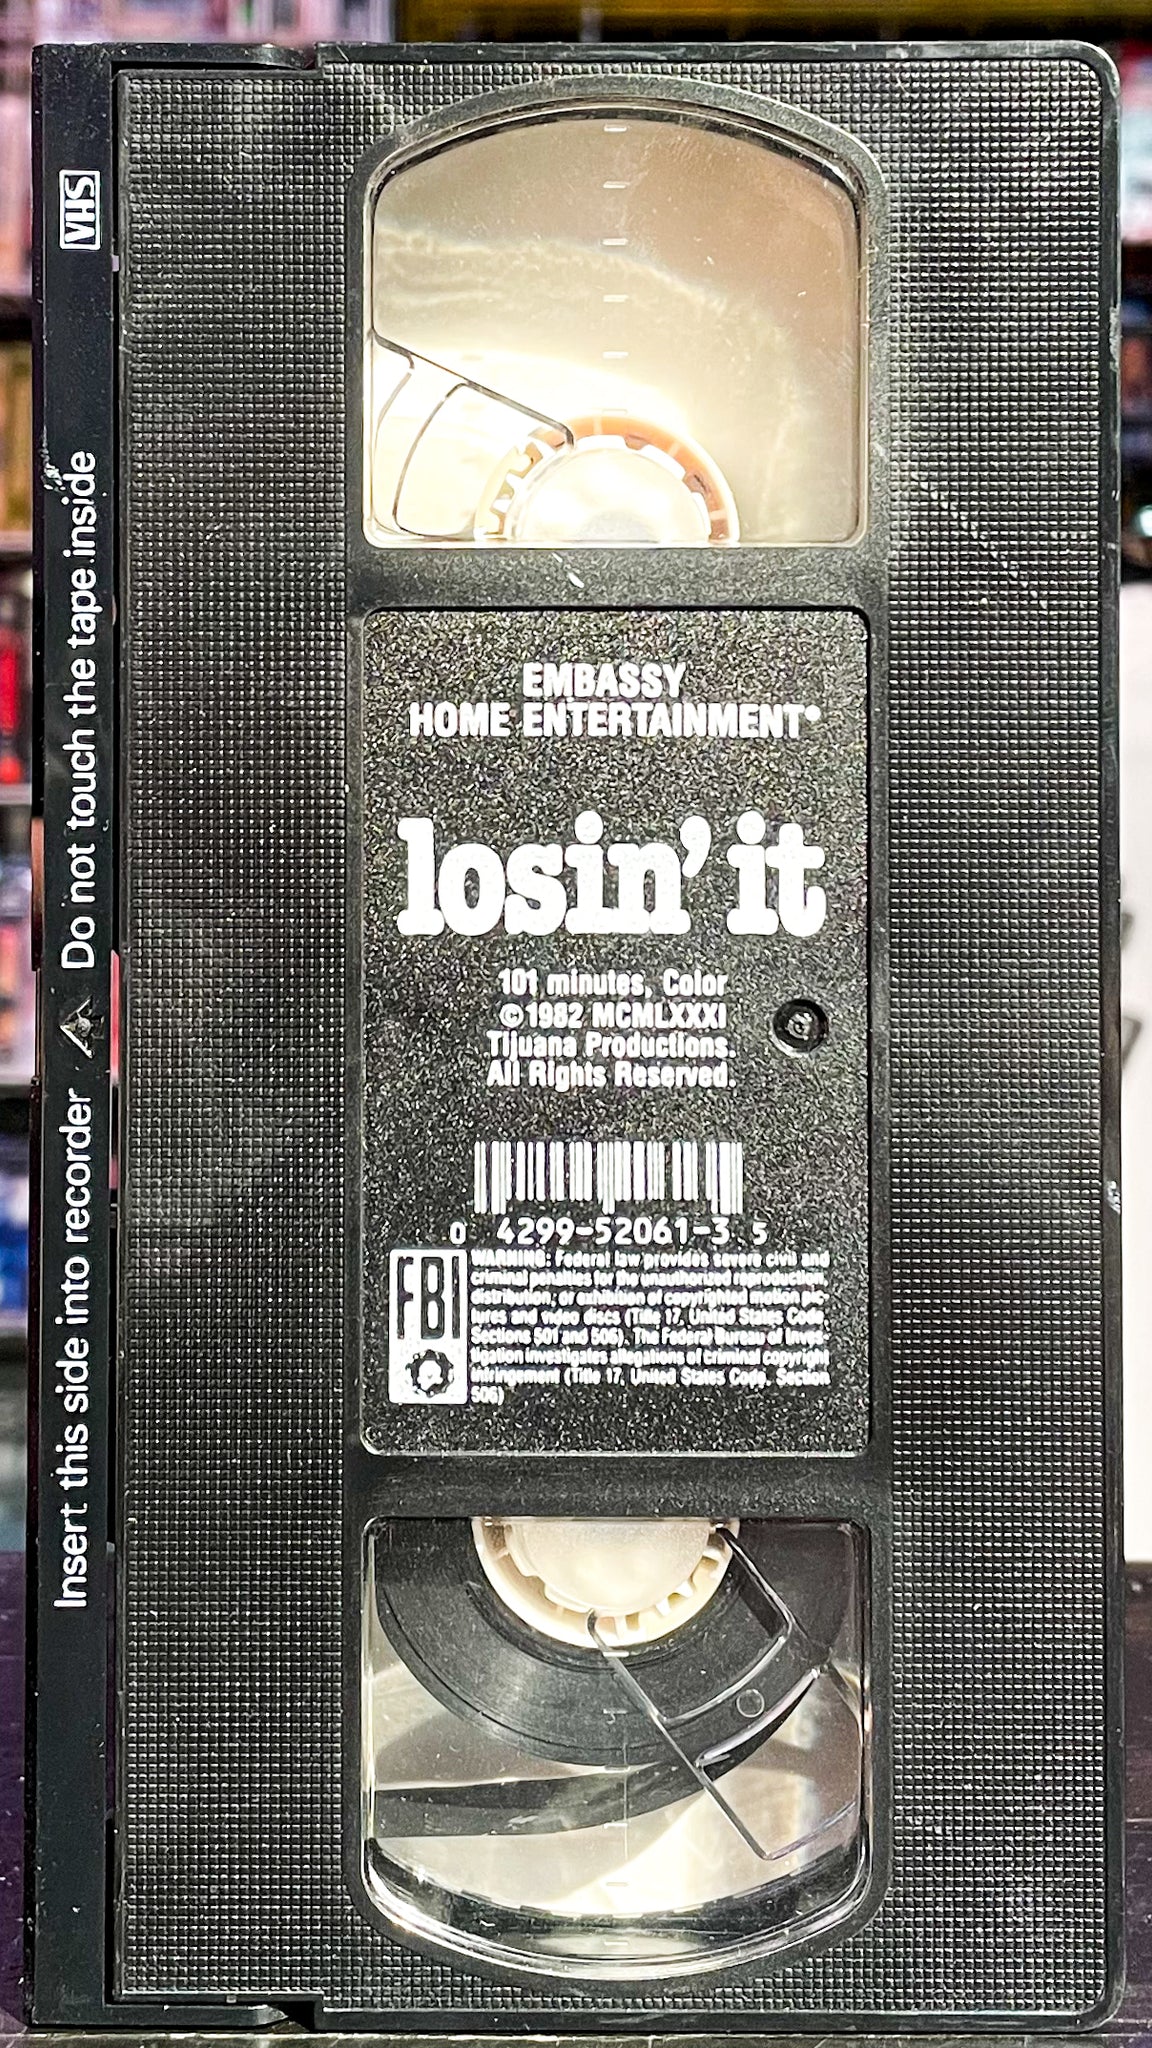 VHS
Insert this side into recorder Do not touch the tape inside
EMBASSY
HOME ENTERTAINMENT®
losin' it
101 minutes, Color
©1982 MCMLXXXI
Tijuana Productions.
All Rights Reserved.
0 4299-52061-3 5
FBI
WARNING: Federal law provides severe civil and
criminal penalties for the unauthorized reproduction,
distribution, or exhibition of copyrighted motion pic-
tures and video discs (Title 17, United States Code,
Sections 501 and 506). The Federal Bureau of Inves-
tigation investigates allegations of criminal copyright
infringement (Title 17, United States Code, Section
506)